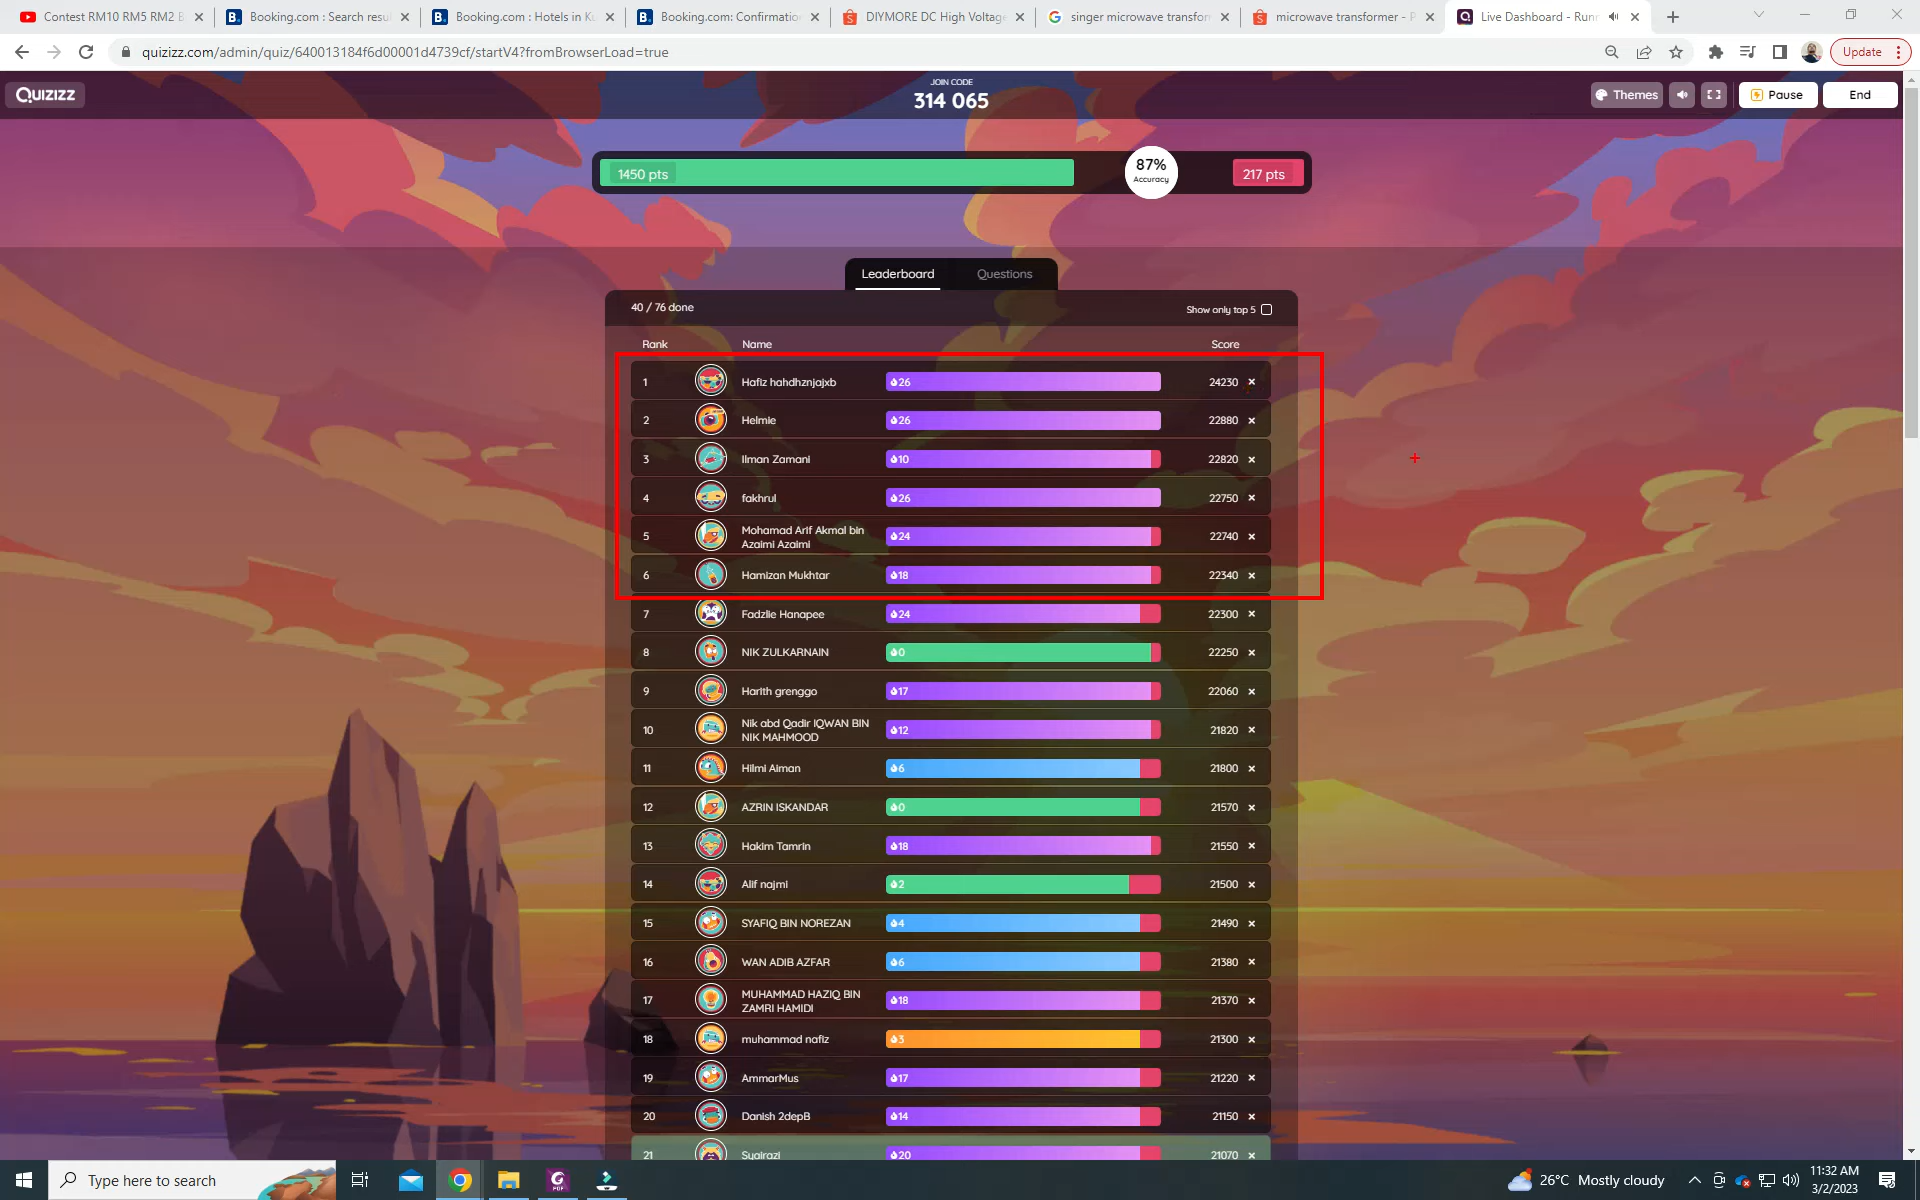 Contest RM10 RM5 RM2 B
Booking.com : Search resu
Booking.com : Hotels in K
Booking.com: Confirmation
DIYMORE DC High Voltage
singer microwave transfor
microwave transformer - P
Live Dashboard - Run
quizizz.com/admin/quiz/640013184f6d00001d4739cf/startV4?fromBrowserLoad=true
Update
Quizizz
JOIN CODE
314 065
Themes
Pause
End
1450 pts
87%
Accuracy
217 pts
Leaderboard
Questions
40 / 76 done
Show only top 5
Rank Name Score
1 Hafiz hahdhznjajxb 26 24230
2 Helmie 26 22880
3 Ilman Zamani 10 22820
4 fakhrul 26 22750
5 Mohamad Arif Akmal bin Azaimi Azaimi 24 22740
6 Hamizan Mukhtar 18 22340
7 Fadzlie Hanapee 24 22300
8 NIK ZULKARNAIN 0 22250
9 Harith grenggo 17 22060
10 Nik abd Qadir IQWAN BIN NIK MAHMOOD 12 21820
11 Hilmi Aiman 6 21800
12 AZRIN ISKANDAR 0 21570
13 Hakim Tamrin 18 21550
14 Alif najmi 2 21500
15 SYAFIQ BIN NOREZAN 4 21490
16 WAN ADIB AZFAR 6 21380
17 MUHAMMAD HAZIQ BIN ZAMRI HAMIDI 18 21370
18 muhammad nafiz 3 21300
19 AmmarMus 17 21220
20 Danish 2depB 14 21150
21 Syairazi 20 21070
Type here to search
26°C Mostly cloudy
11:32 AM
3/2/2023